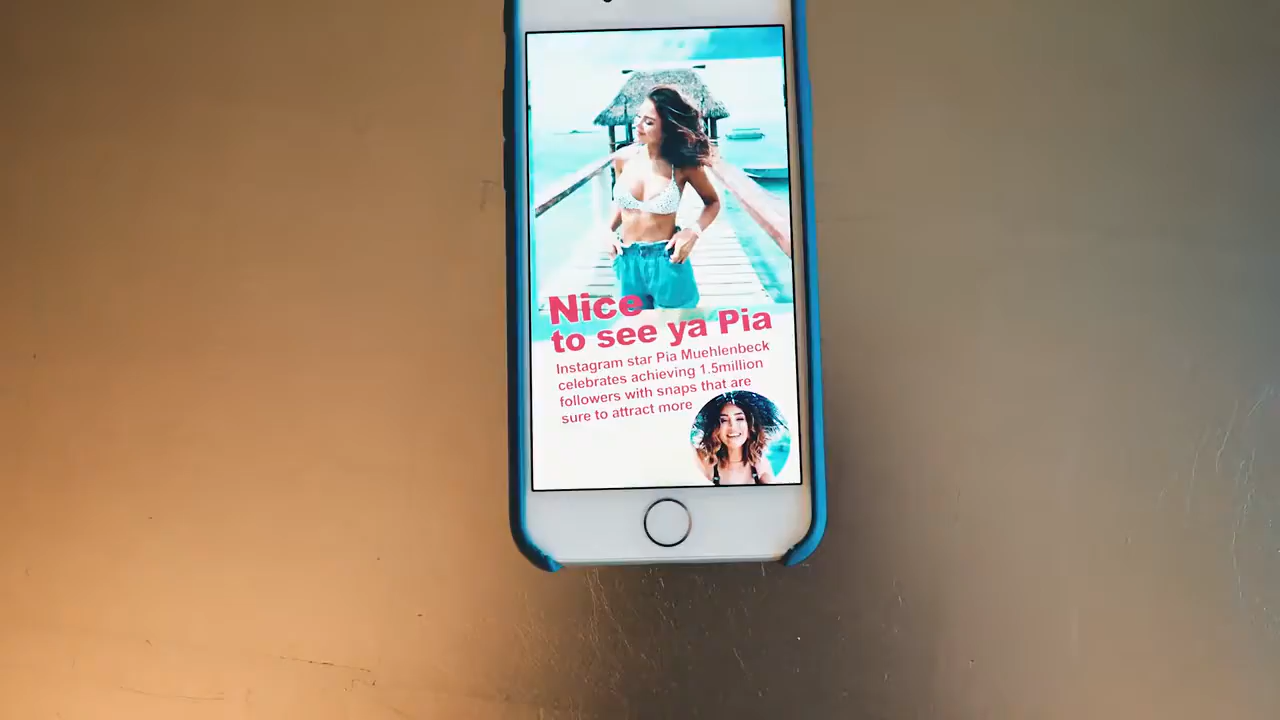 Nice
to see ya Pia
Instagram star Pia Muehlenbeck
celebrates achieving 1.5million
followers with snaps that are
sure to attract more